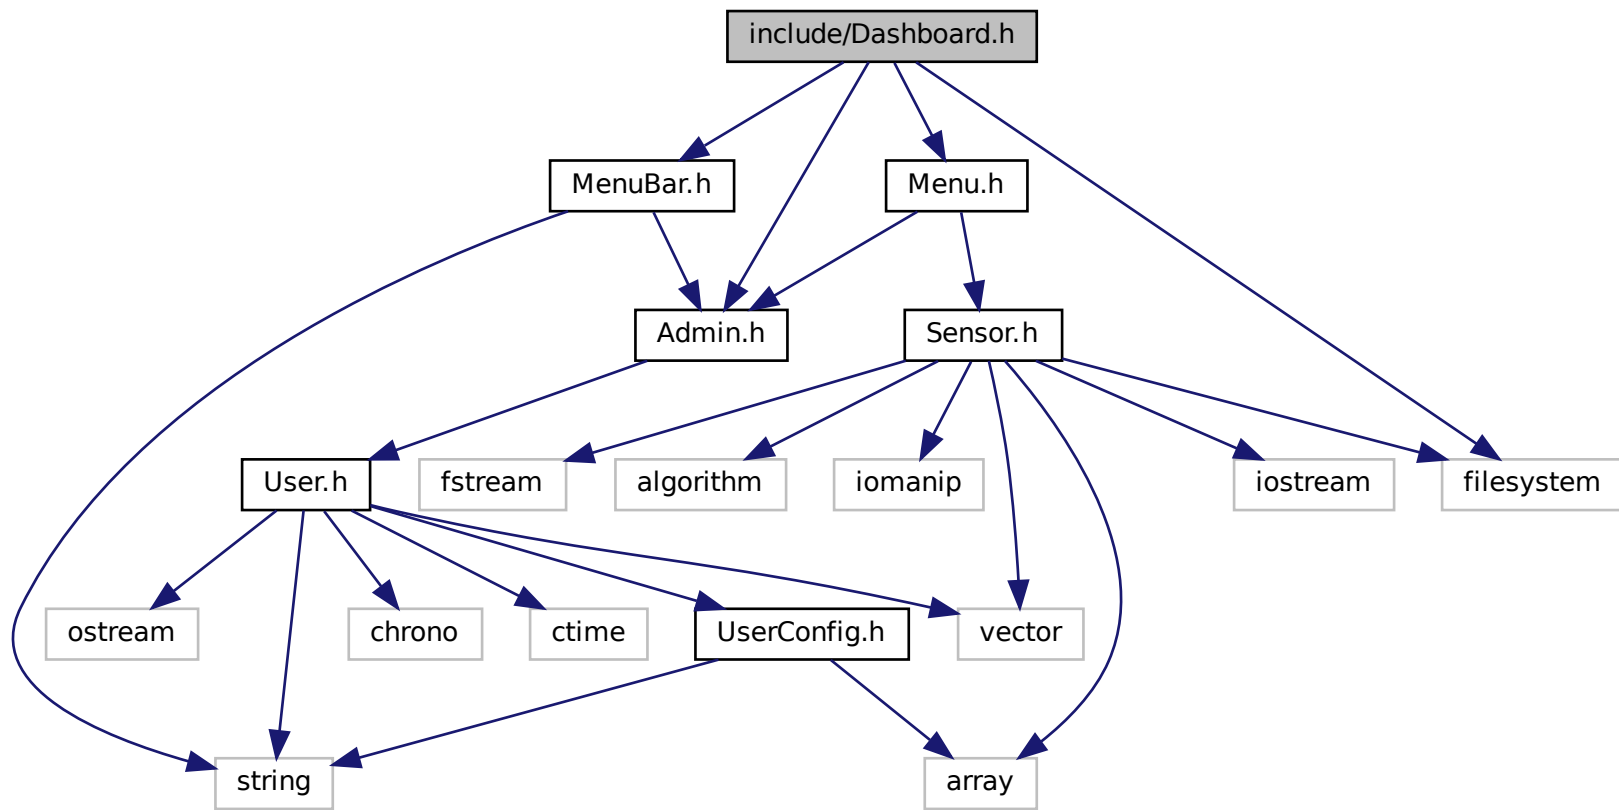 include/Dashboard.h
MenuBar.h
Menu.h
Admin.h
Sensor.h
User.h
fstream
algorithm
iomanip
iostream
filesystem
ostream
chrono
ctime
UserConfig.h
vector
string
array